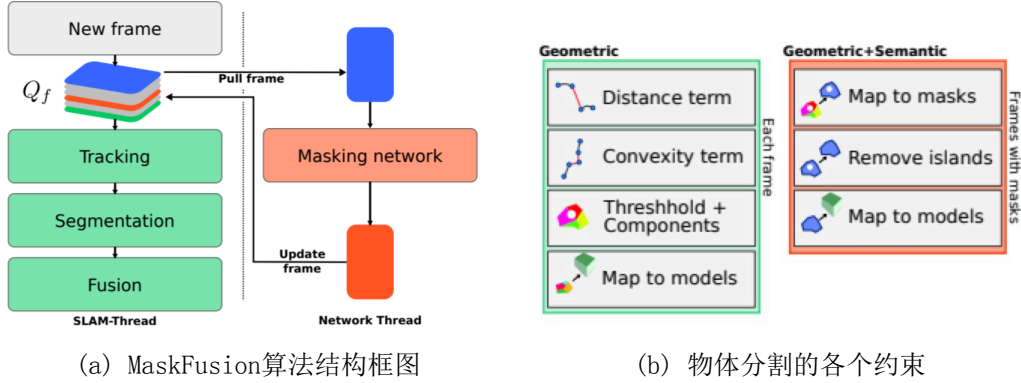 New frame
Q_f
Pull frame
Tracking
Masking network
Segmentation
Update
frame
Fusion
SLAM-Thread
Network Thread
Geometric
Distance term
Convexity term
Threshhold +
Components
Map to models
Each frame
Geometric+Semantic
Map to masks
Remove islands
Map to models
Frames with masks
(a) MaskFusion算法结构框图
(b) 物体分割的各个约束